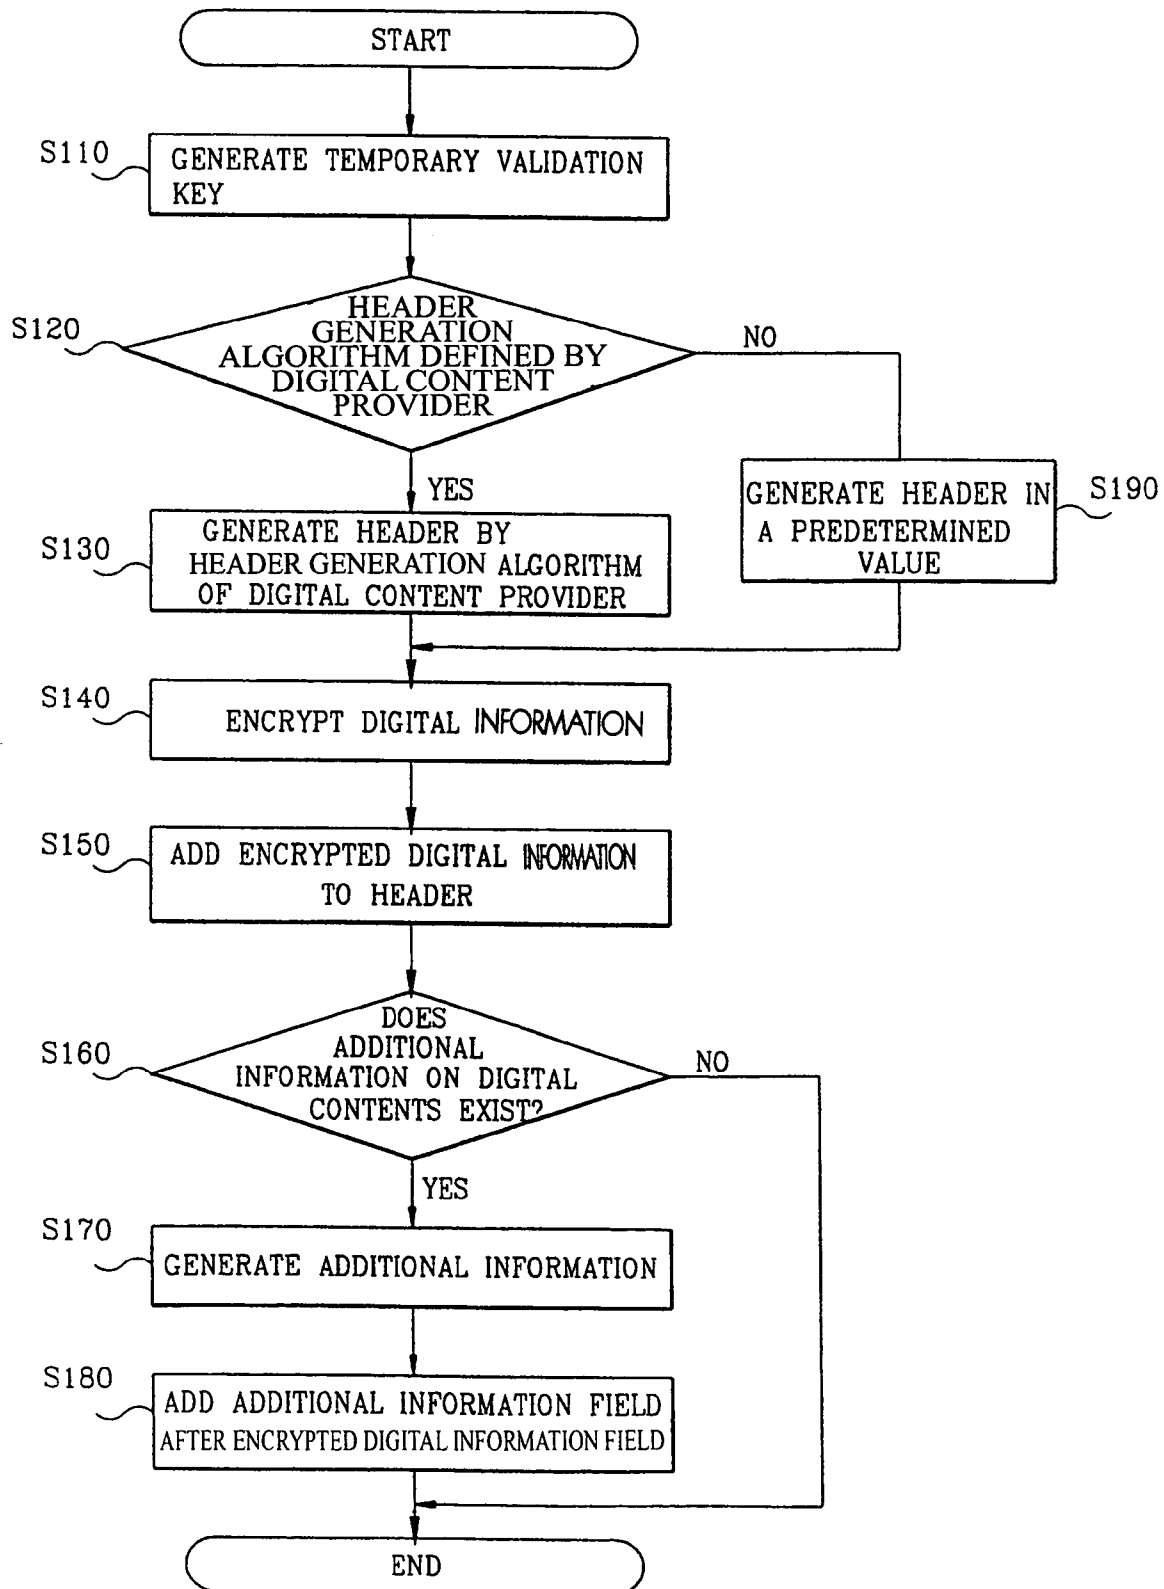 START
S110
GENERATE TEMPORARY VALIDATION
KEY
S120
HEADER
GENERATION
ALGORITHM DEFINED BY
DIGITAL CONTENT
PROVIDER
NO
YES
S130
GENERATE HEADER BY
HEADER GENERATION ALGORITHM
OF DIGITAL CONTENT PROVIDER
GENERATE HEADER IN
A PREDETERMINED
VALUE
S190
S140
ENCRYPT DIGITAL INFORMATION
S150
ADD ENCRYPTED DIGITAL INFORMATION
TO HEADER
S160
DOES
ADDITIONAL
INFORMATION ON DIGITAL
CONTENTS EXIST?
NO
YES
S170
GENERATE ADDITIONAL INFORMATION
S180
ADD ADDITIONAL INFORMATION FIELD
AFTER ENCRYPTED DIGITAL INFORMATION FIELD
END